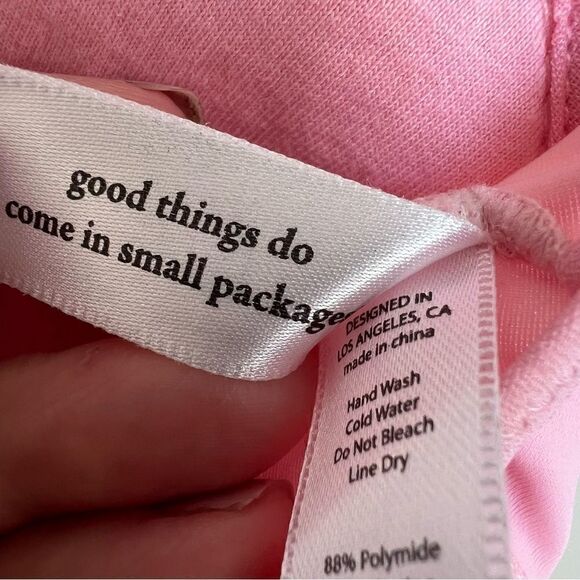 good things do
come in small package
DESIGNED IN
LOS ANGELES, CA
made in china
Hand Wash
Cold Water
Do Not Bleach
Line Dry
88% Polymide